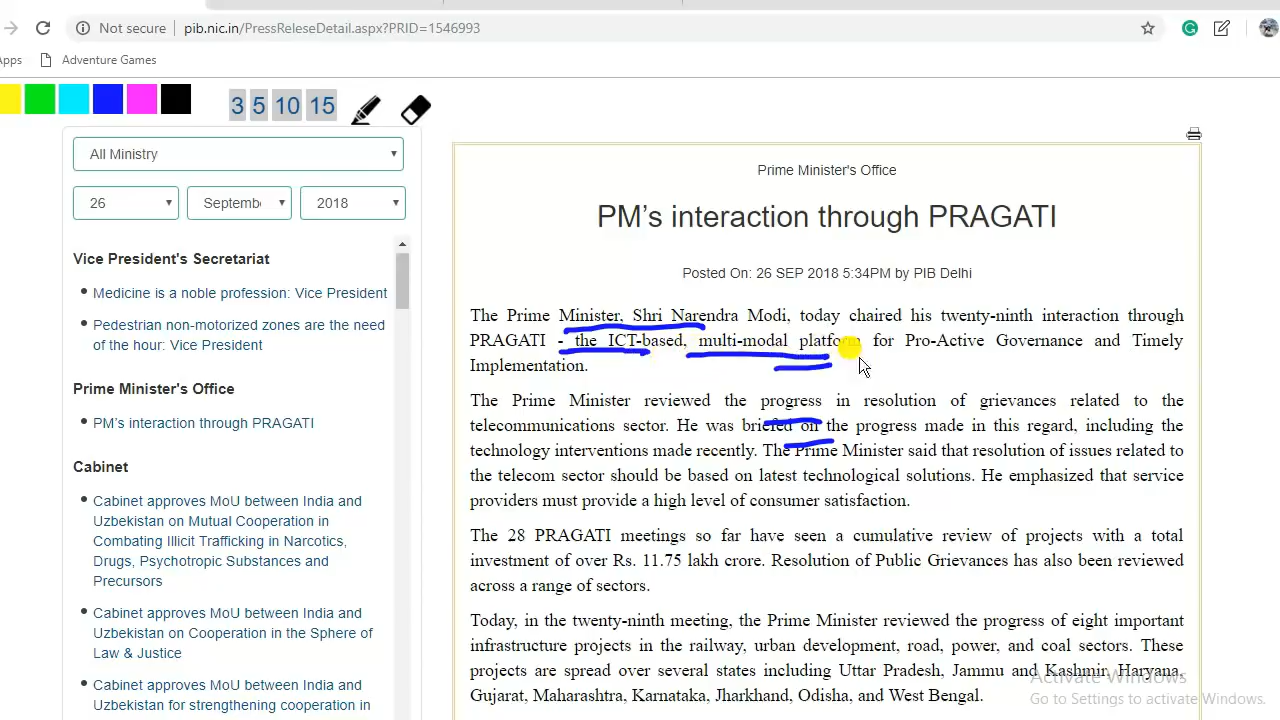 Not secure | pib.nic.in/PressReleseDetail.aspx?PRID=1546993
Apps Adventure Games
3 5 10 15
All Ministry
26 2018
Vice President's Secretariat
Medicine is a noble profession: Vice President
Pedestrian non-motorized zones are the need
of the hour: Vice President
Prime Minister's Office
PM's interaction through PRAGATI
Cabinet
Cabinet approves MoU between India and
Uzbekistan on Mutual Cooperation in
Combating Illicit Trafficking in Narcotics,
Drugs, Psychotropic Substances and
Precursors
Cabinet approves MoU between India and
Uzbekistan on Cooperation in the Sphere of
Law & Justice
Cabinet approves MoU between India and
Uzbekistan for strengthening cooperation in
Prime Minister's Office
PM’s interaction through PRAGATI
Posted On: 26 SEP 2018 5:34PM by PIB Delhi
The Prime Minister, Shri Narendra Modi, today chaired his twenty-ninth interaction through
PRAGATI - the ICT-based, multi-modal platform for Pro-Active Governance and Timely
Implementation.
The Prime Minister reviewed the progress in resolution of grievances related to the
telecommunications sector. He was briefed on the progress made in this regard, including the
technology interventions made recently. The Prime Minister said that resolution of issues related to
the telecom sector should be based on latest technological solutions. He emphasized that service
providers must provide a high level of consumer satisfaction.
The 28 PRAGATI meetings so far have seen a cumulative review of projects with a total
investment of over Rs. 11.75 lakh crore. Resolution of Public Grievances has also been reviewed
across a range of sectors.
Today, in the twenty-ninth meeting, the Prime Minister reviewed the progress of eight important
infrastructure projects in the railway, urban development, road, power, and coal sectors. These
projects are spread over several states including Uttar Pradesh, Jammu and Kashmir, Haryana,
Gujarat, Maharashtra, Karnataka, Jharkhand, Odisha, and West Bengal.
Activate Windows
Go to Settings to activate Windows.